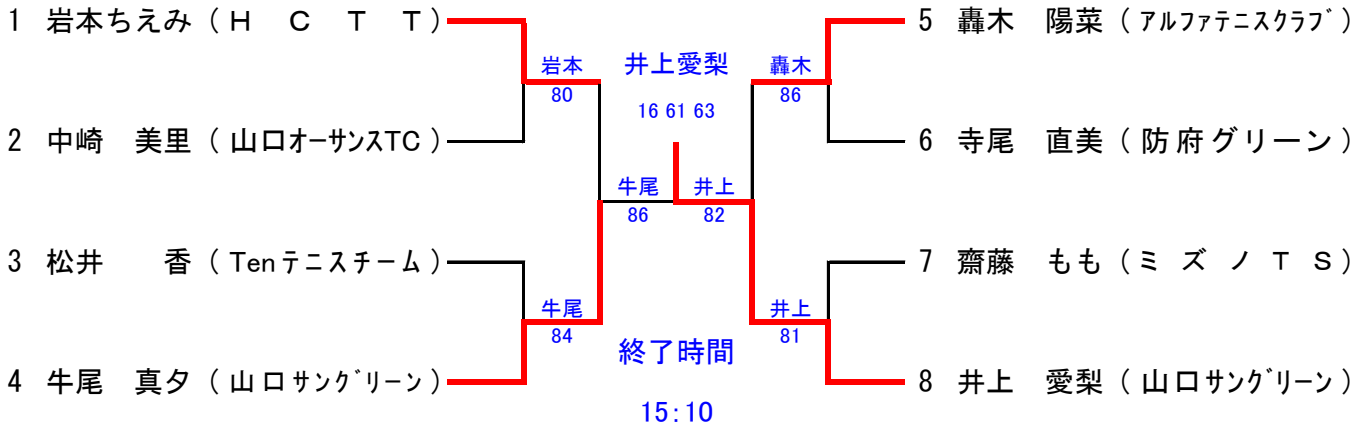 1 岩本ちえみ ( H C T T )
5 轟木 陽菜 ( アルファテニスクラブ )
岩本
井上愛梨
轟木
80
16 61 63
86
2 中崎 美里 ( 山口オーサンスTC )
6 寺尾 直美 ( 防府グリーン )
牛尾
井上
86
82
3 松井 香 ( Tenテニスチーム )
7 齋藤 もも ( ミズノTS )
牛尾
井上
84
81
終了時間
4 牛尾 真夕 ( 山口サングリーン )
8 井上 愛梨 ( 山口サングリーン )
15:10